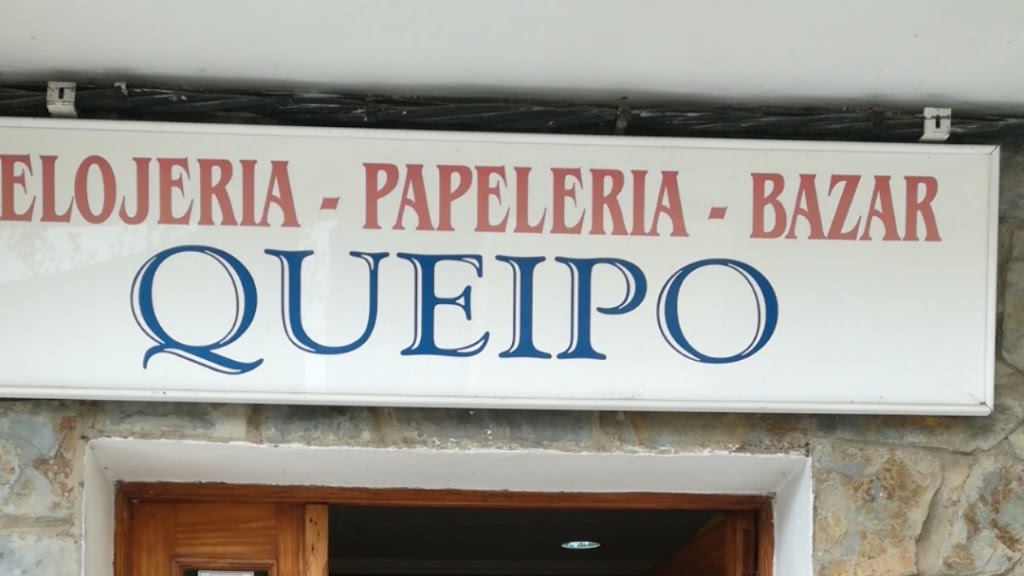 ELOJERIA - PAPELERIA - BAZAR
QUEIPO